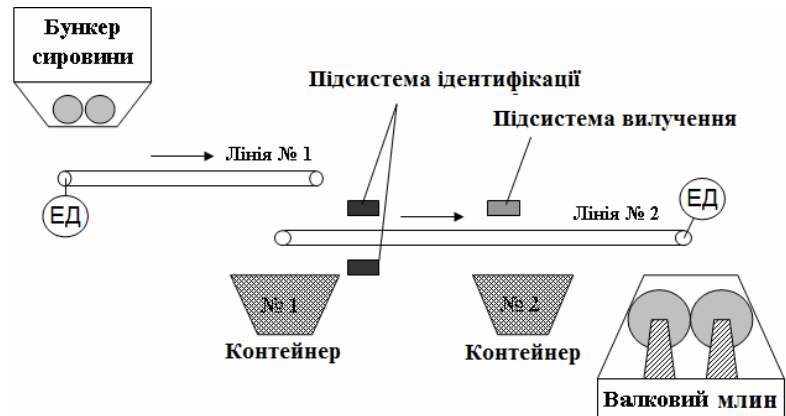 Бункер
сировини
Підсистема ідентифікації
Підсистема вилучення
Лінія № 1
ЕД
ЕД
Лінія № 2
№ 1
№ 2
Контейнер
Контейнер
Валковий млин